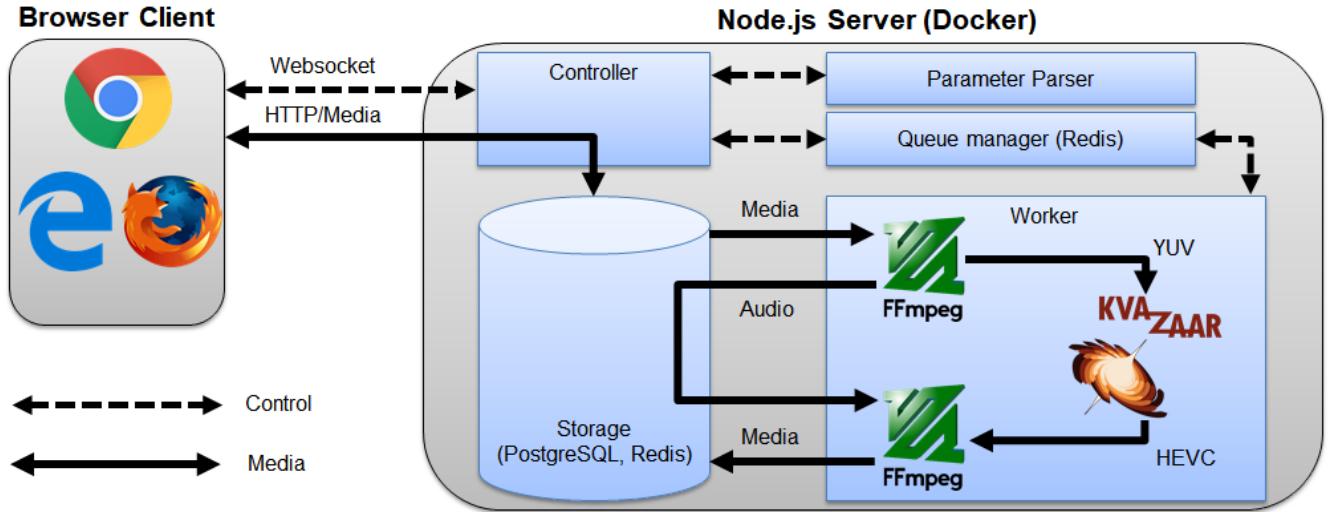 Browser Client
Node.js Server (Docker)
Websocket
HTTP/Media
Controller
Parameter Parser
Queue manager (Redis)
Media
Worker
YUV
FFmpeg
KVAZAAR
Audio
Storage
(PostgreSQL, Redis)
Media
HEVC
FFmpeg
Control
Media